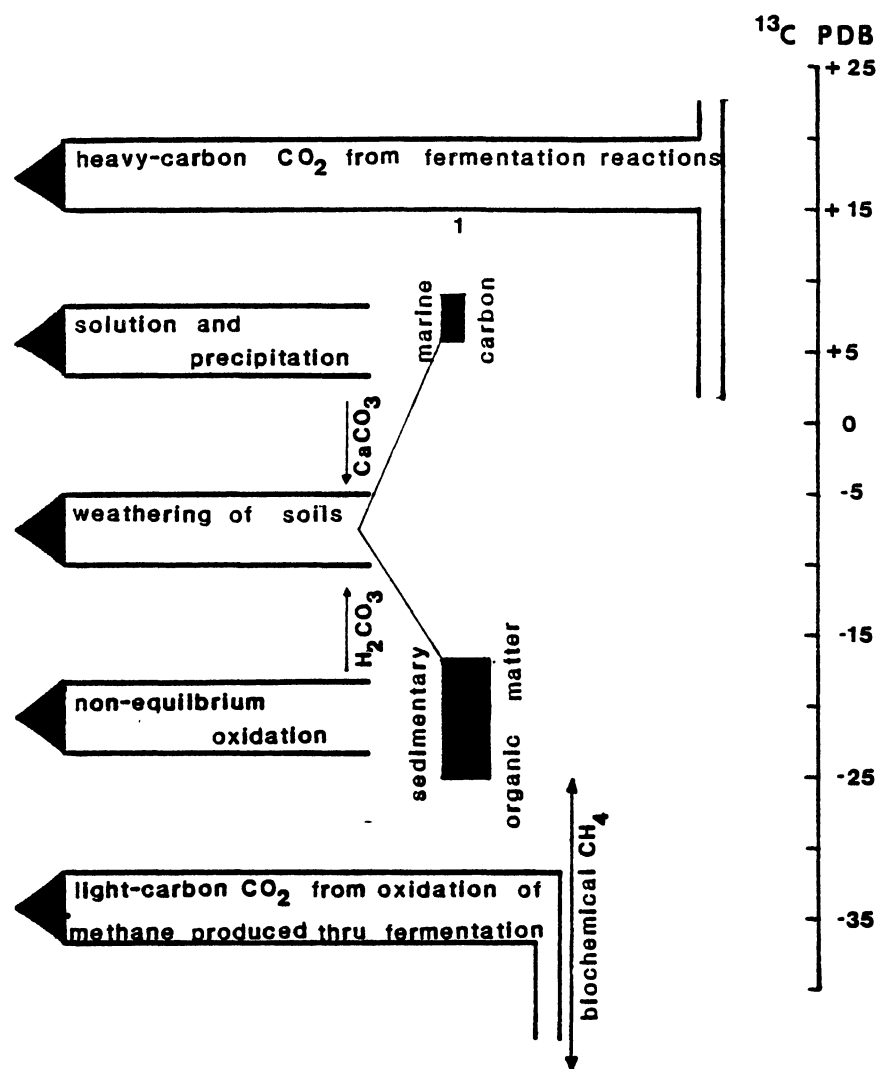 ¹³C PDB
+25
heavy-carbon CO₂ from fermentation reactions
+15
1
marine
carbon
solution and
precipitation
+5
CaCO₃
0
-5
weathering of soils
H₂CO₃
-15
sedimentary
organic matter
non-equilbrium
oxidation
-25
biochemical CH₄
light-carbon CO₂ from oxidation of
methane produced thru fermentation
-35